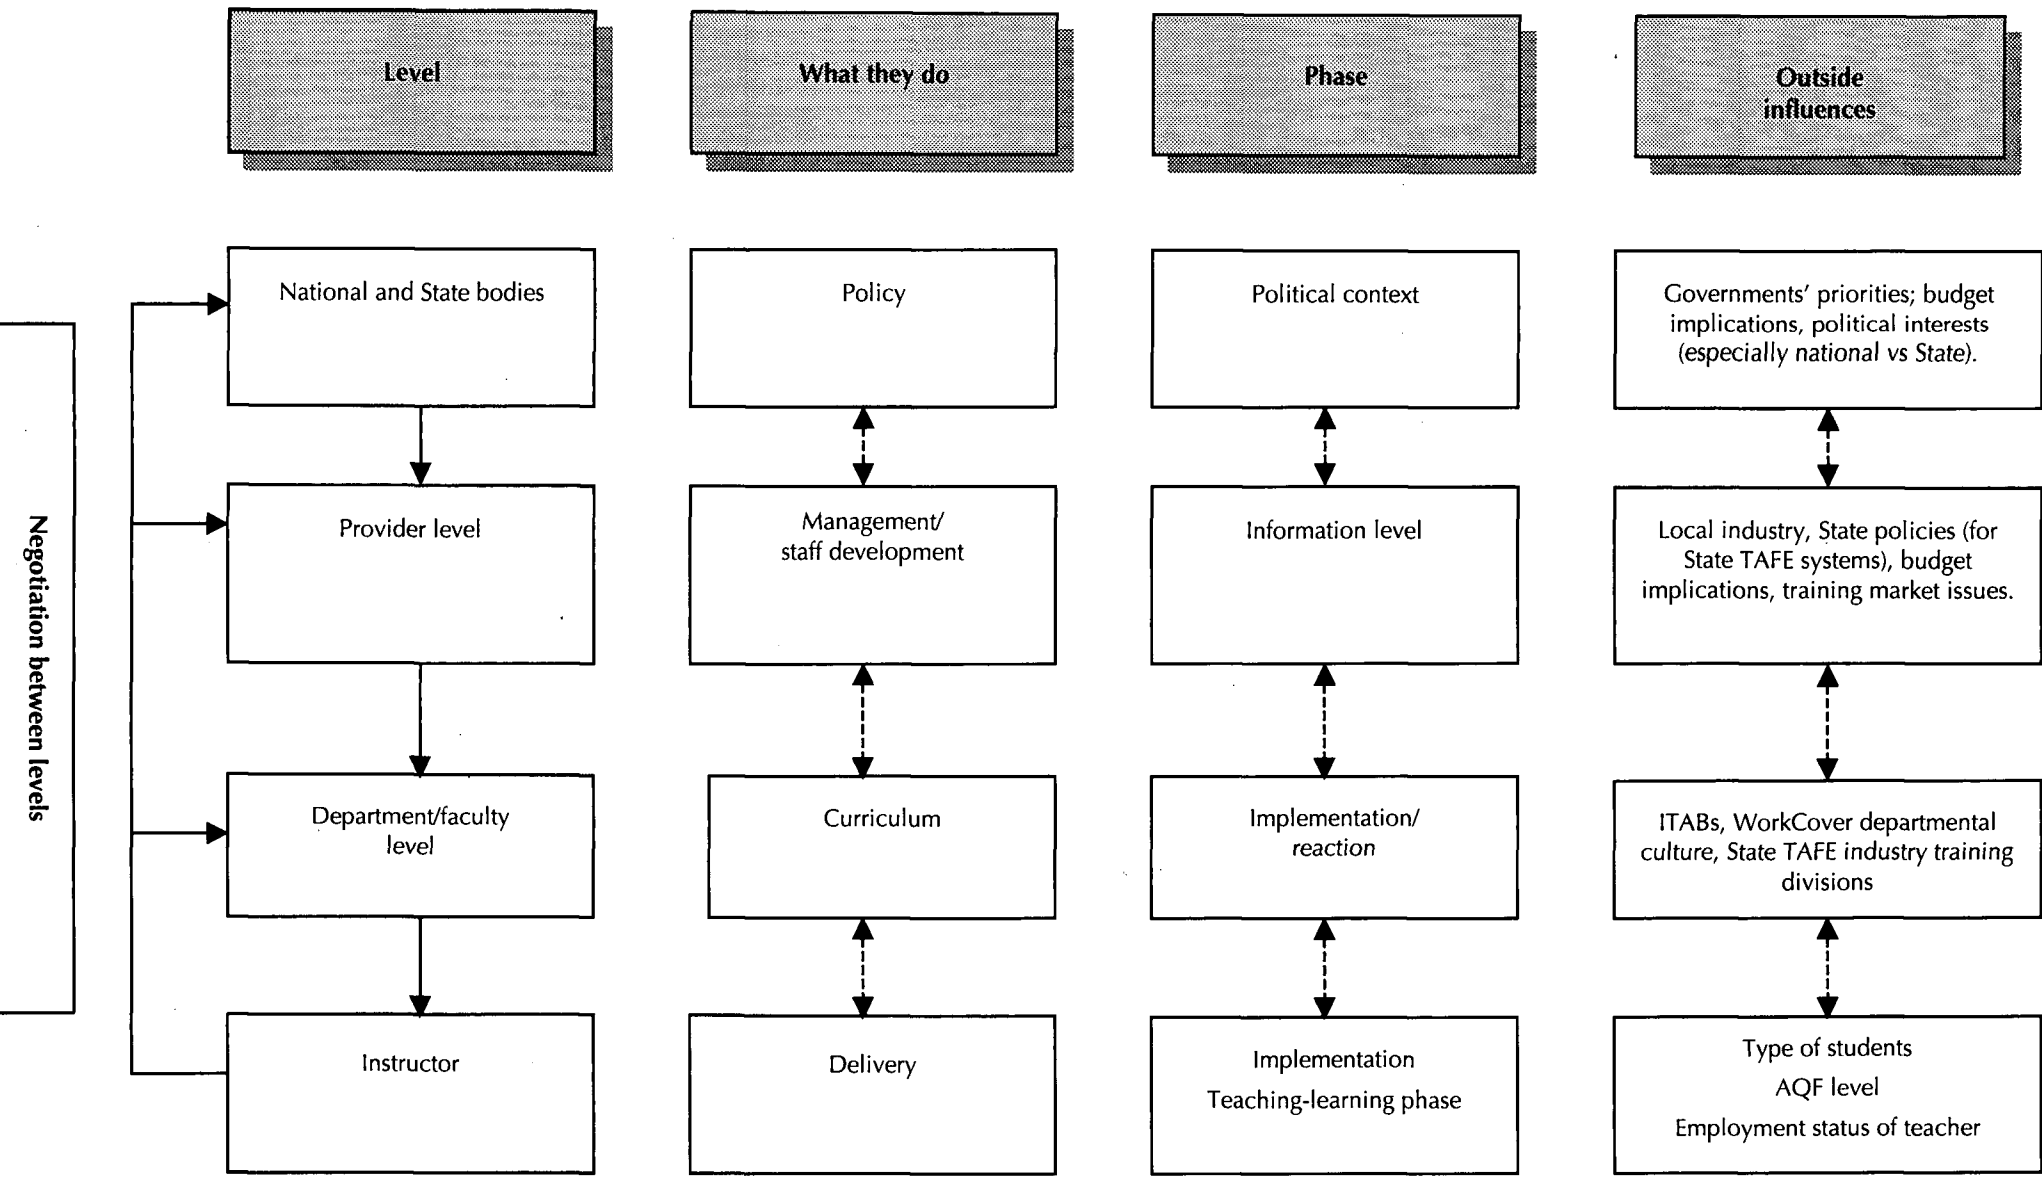 Level
What they do
Phase
Outside
influences
Negotiation between levels
National and State bodies
Policy
Political context
Governments' priorities; budget
implications, political interests
(especially national vs State).
Provider level
Management/
staff development
Information level
Local industry, State policies (for
State TAFE systems), budget
implications, training market issues.
Department/faculty
level
Curriculum
Implementation/
reaction
ITABs, WorkCover departmental
culture, State TAFE industry training
divisions
Instructor
Delivery
Implementation
Teaching-learning phase
Type of students
AQF level
Employment status of teacher